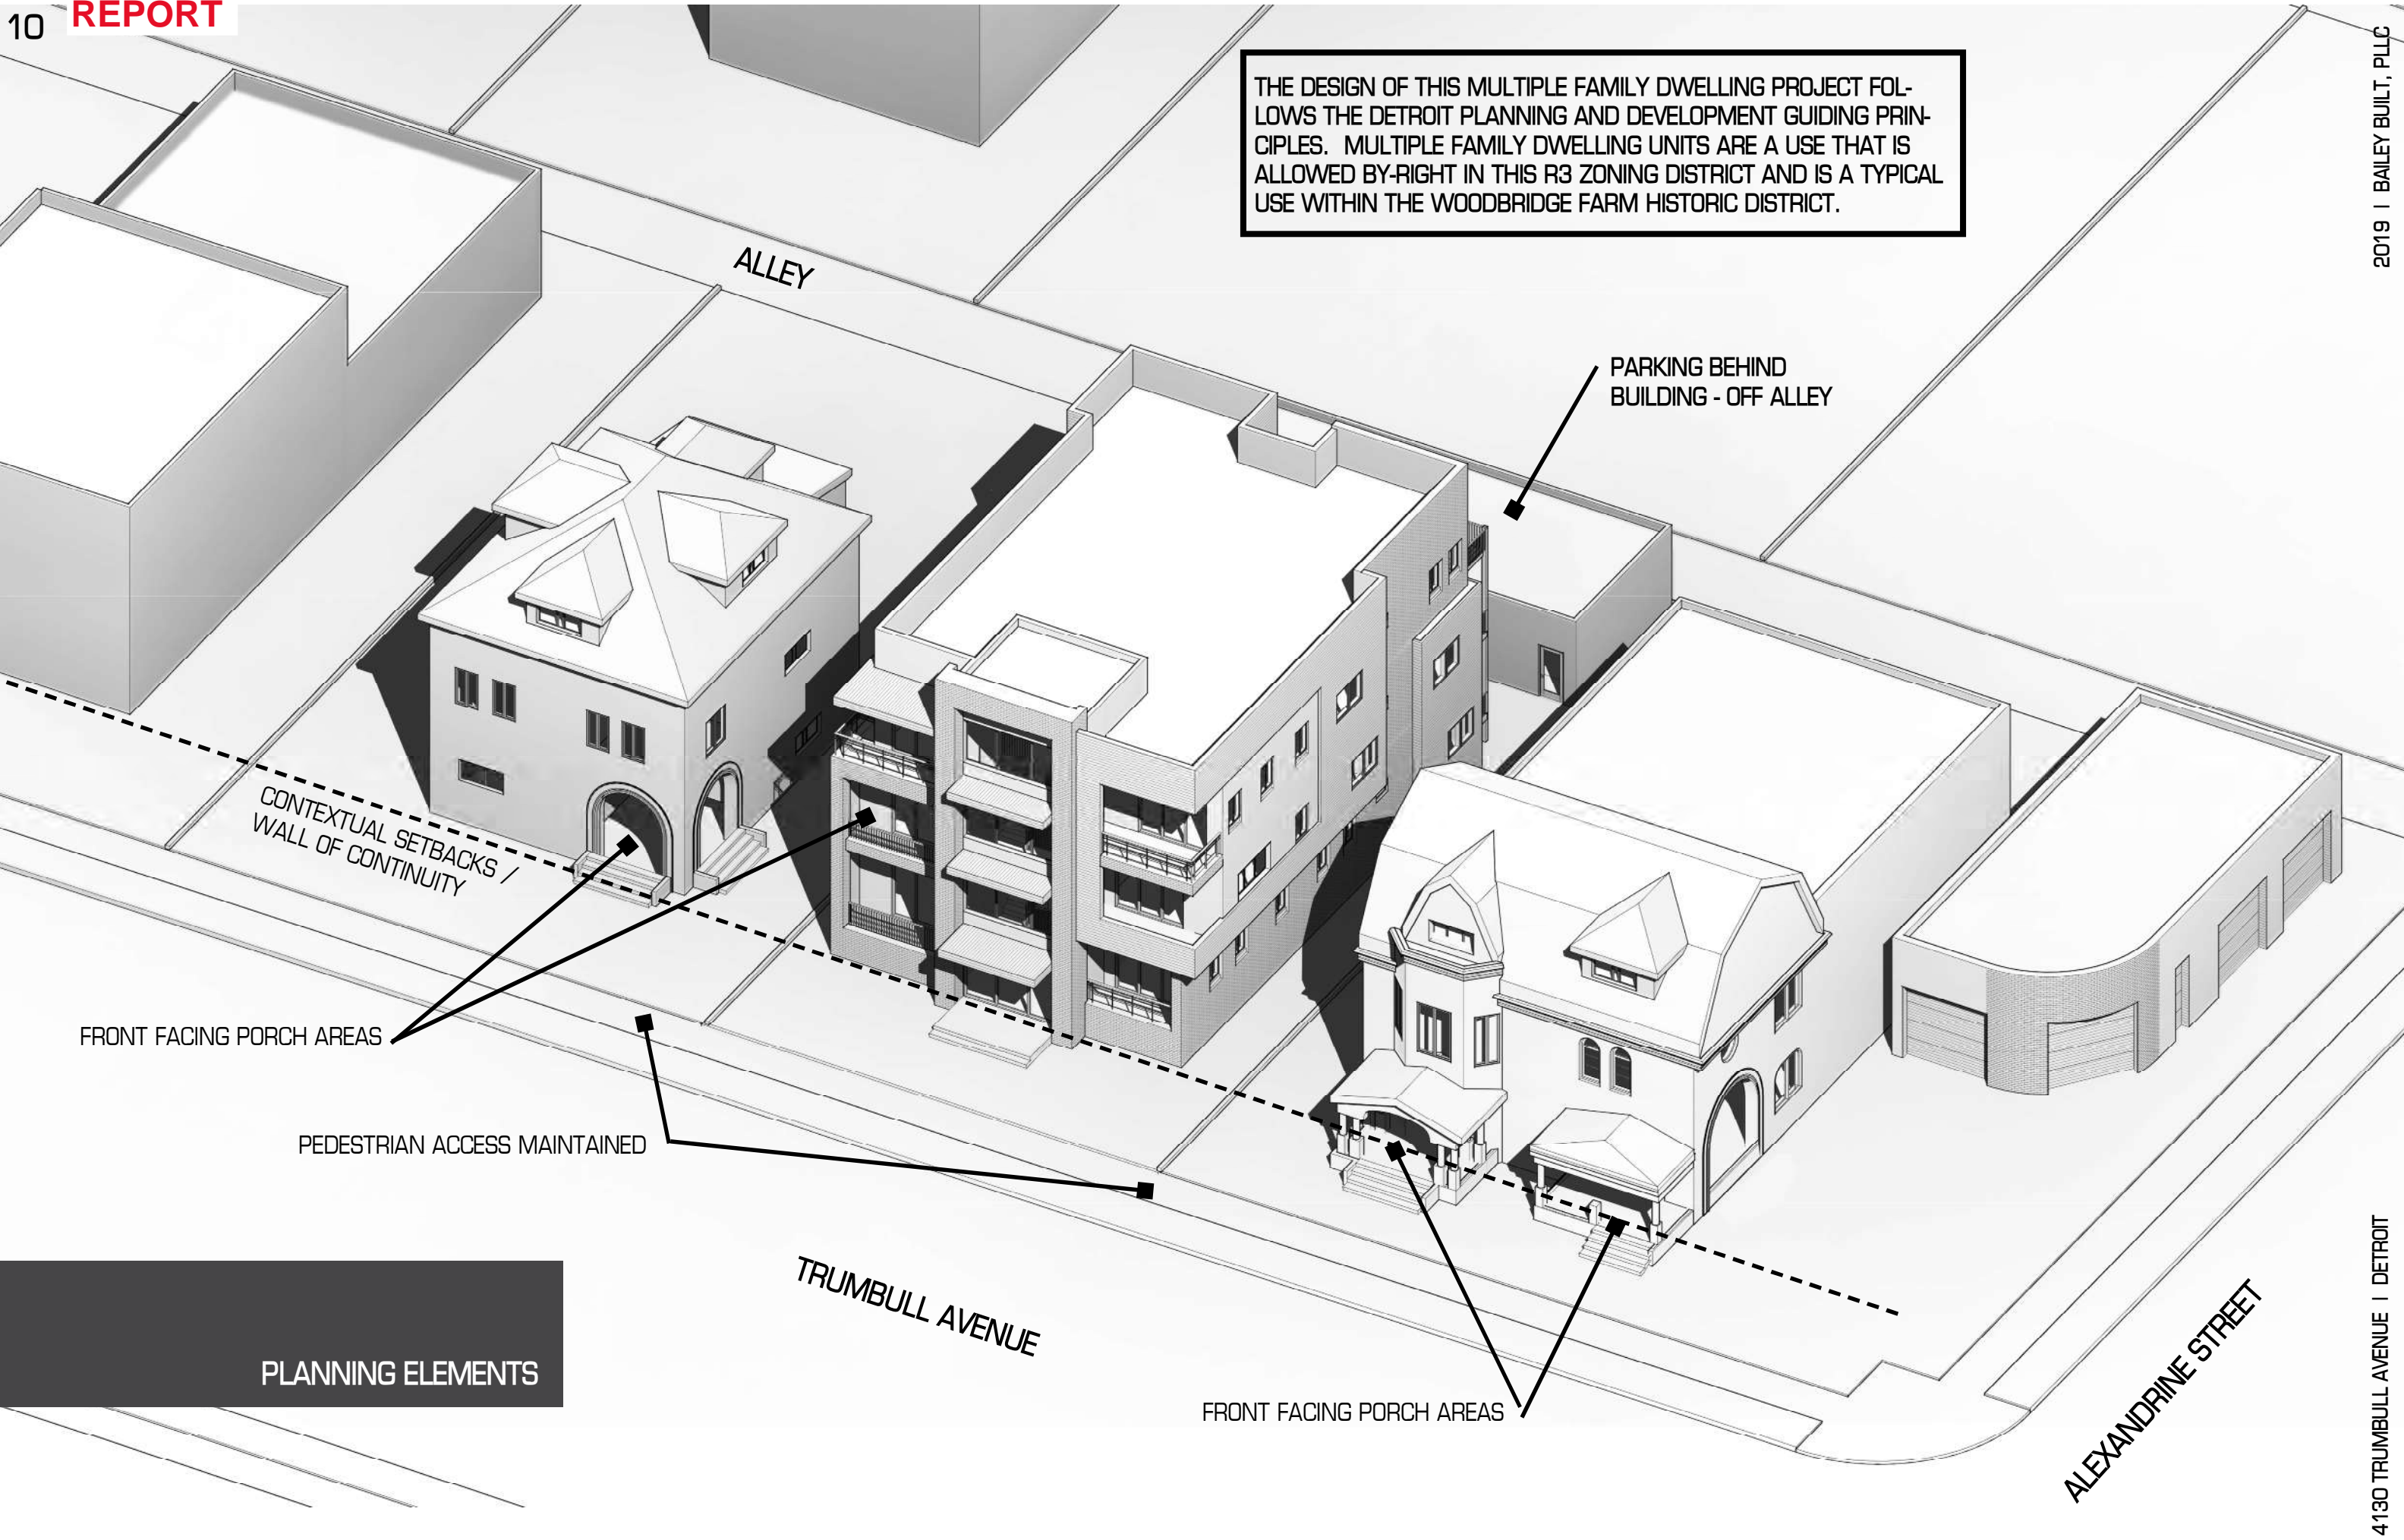 10
REPORT
THE DESIGN OF THIS MULTIPLE FAMILY DWELLING PROJECT FOL-
LOWS THE DETROIT PLANNING AND DEVELOPMENT GUIDING PRIN-
CIPLES. MULTIPLE FAMILY DWELLING UNITS ARE A USE THAT IS
ALLOWED BY-RIGHT IN THIS R3 ZONING DISTRICT AND IS A TYPICAL
USE WITHIN THE WOODBRIDGE FARM HISTORIC DISTRICT.
2019 | BAILEY BUILT, PLLC
ALLEY
PARKING BEHIND
BUILDING - OFF ALLEY
CONTEXTUAL SETBACKS /
WALL OF CONTINUITY
FRONT FACING PORCH AREAS
PEDESTRIAN ACCESS MAINTAINED
TRUMBULL AVENUE
PLANNING ELEMENTS
FRONT FACING PORCH AREAS
ALEXANDRINE STREET
4130 TRUMBULL AVENUE | DETROIT